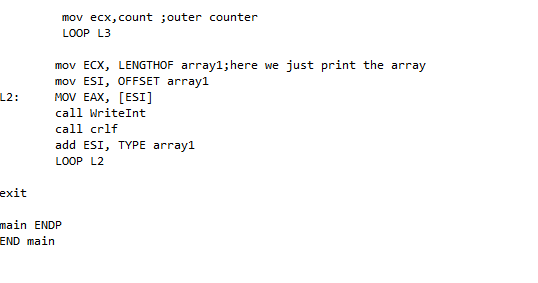 mov ecx,count ;outer counter
LOOP L3
mov ECX, LENGTHOF array1;here we just print the array
mov ESI, OFFSET array1
L2: MOV EAX, [ESI]
call WriteInt
call crlf
add ESI, TYPE array1
LOOP L2
exit
main ENDP
END main